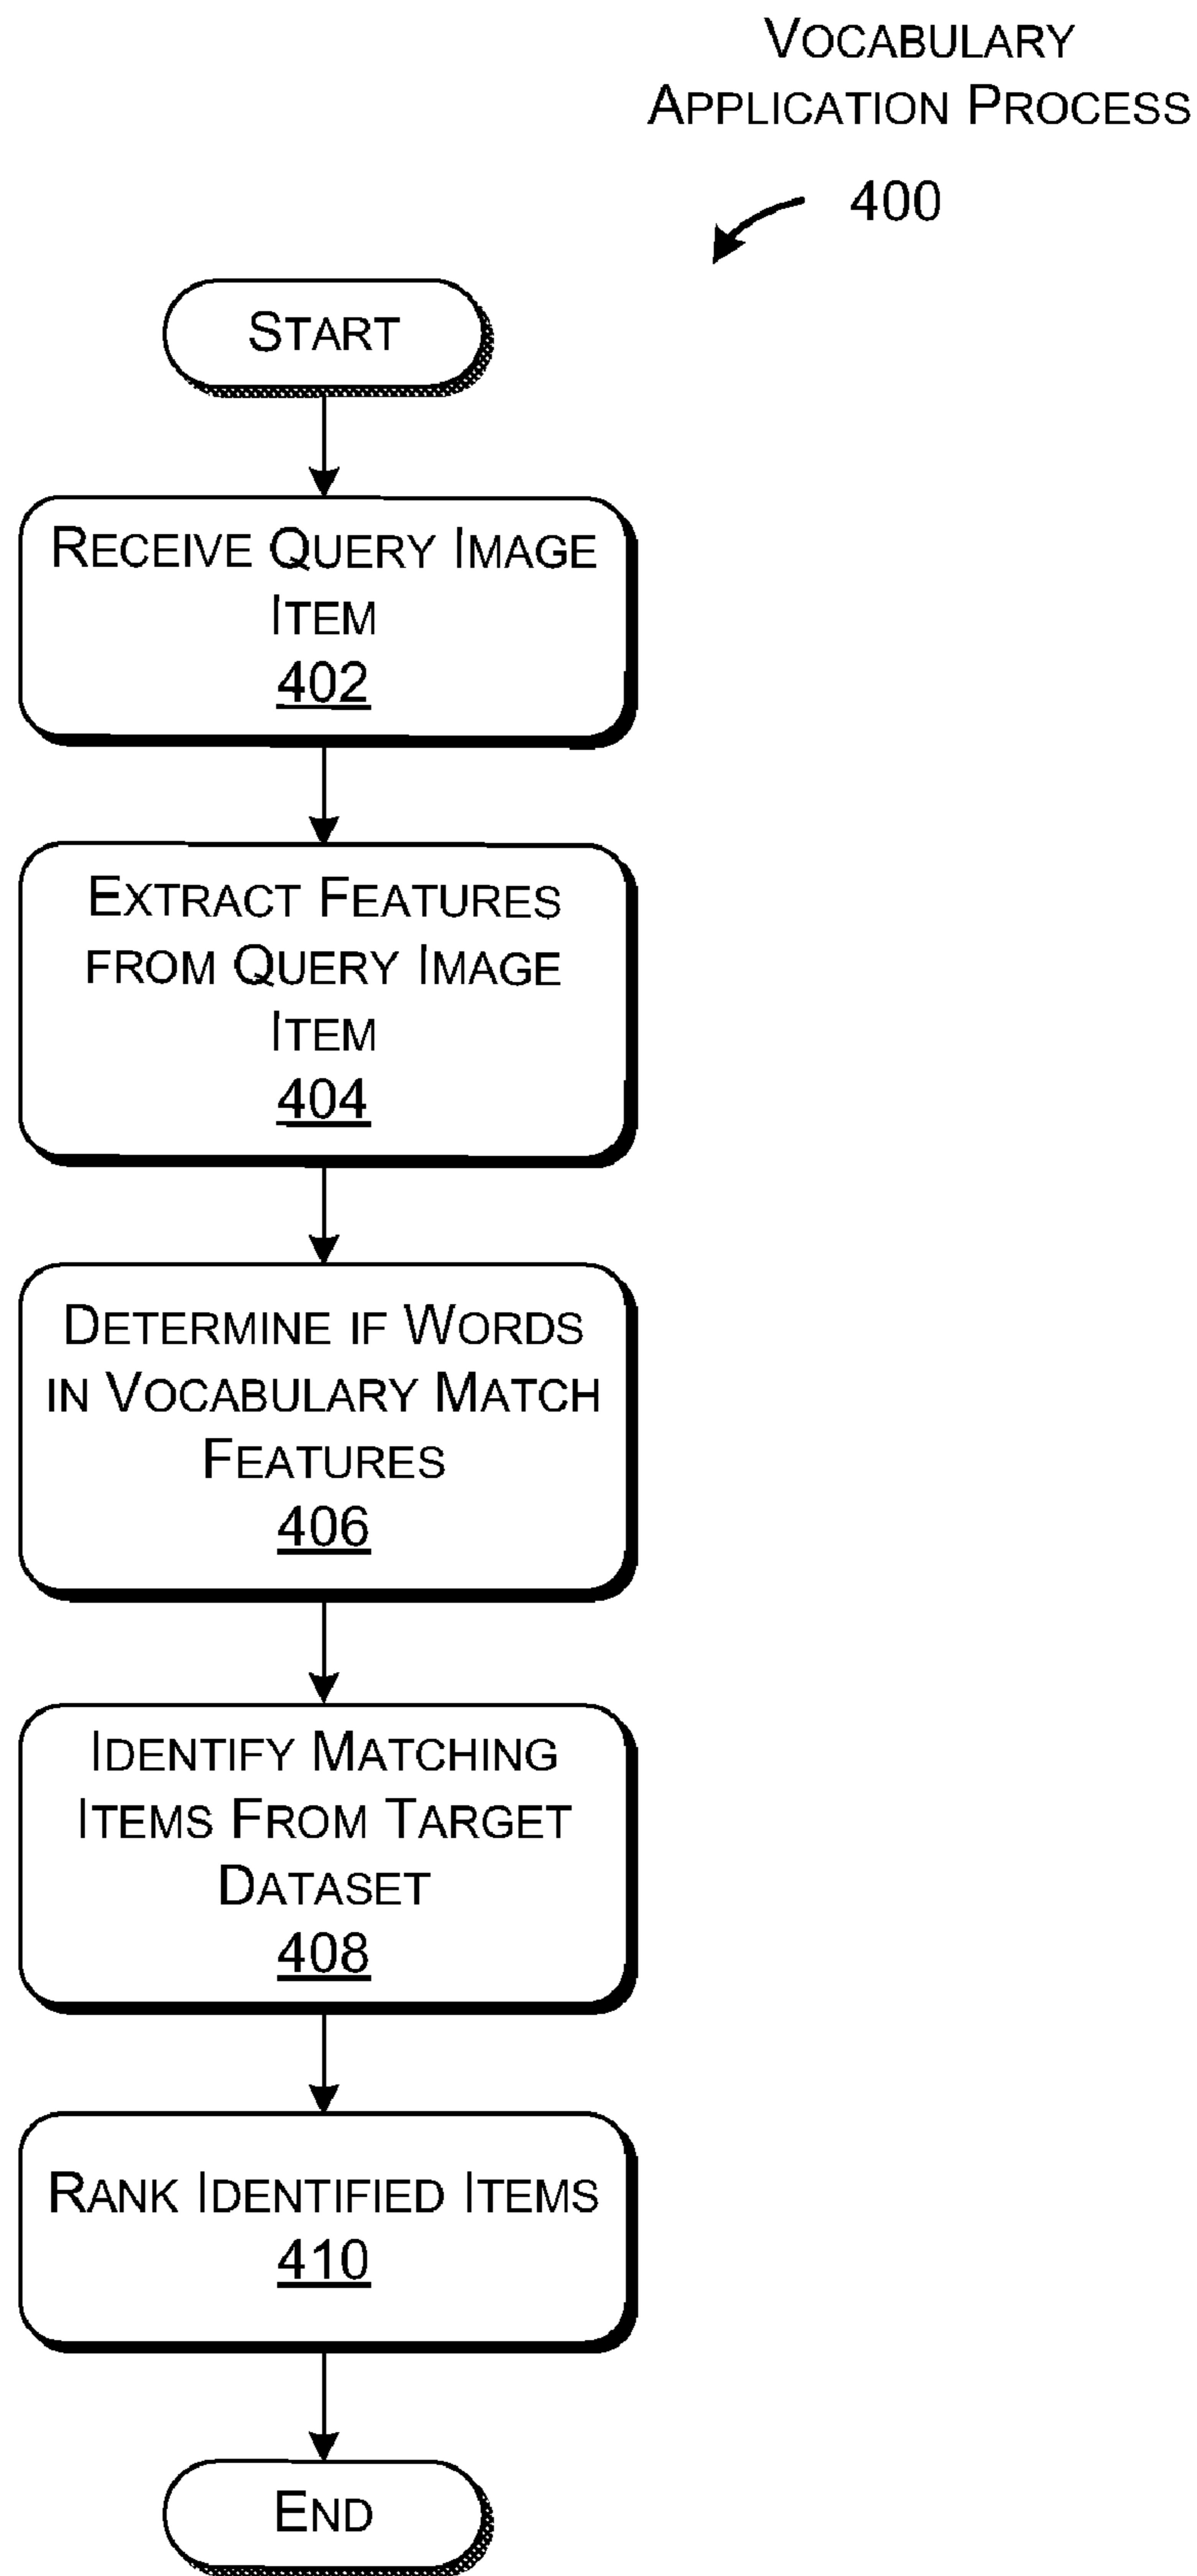 VOCABULARY
APPLICATION PROCESS
400
START
RECEIVE QUERY IMAGE
ITEM
402
EXTRACT FEATURES
FROM QUERY IMAGE
ITEM
404
DETERMINE IF WORDS
IN VOCABULARY MATCH
FEATURES
406
IDENTIFY MATCHING
ITEMS FROM TARGET
DATASET
408
RANK IDENTIFIED ITEMS
410
END